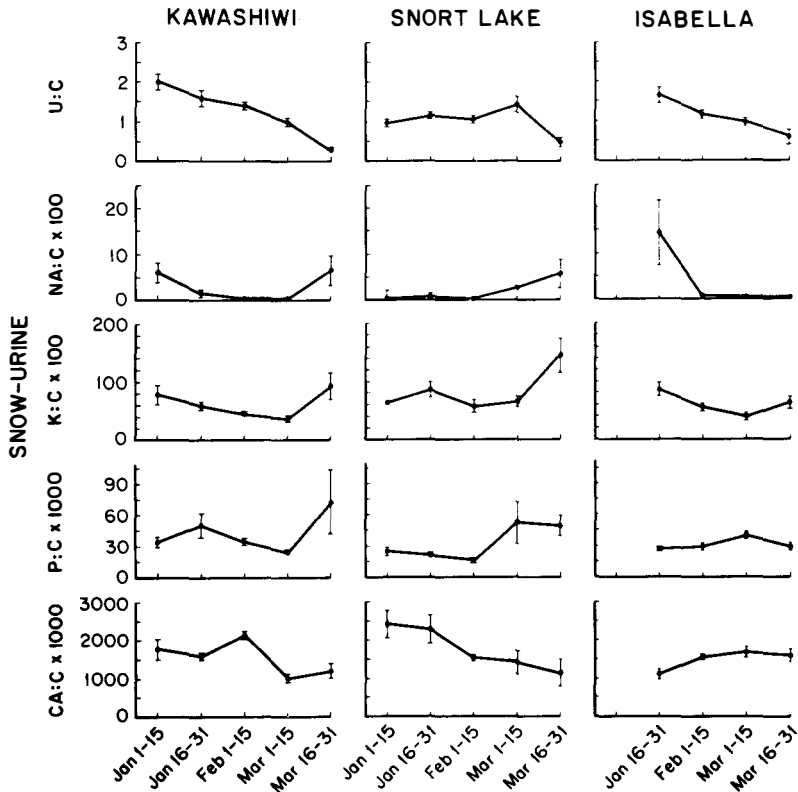 KAWASHIWI SNORT LAKE ISABELLA
SNOW-URINE
U:C
3
2
1
0
NA:C x 100
20
10
0
K:C x 100
200
100
0
P:C x 1000
90
60
30
0
CA:C x 1000
3000
2000
1000
0
Jan 1-15 Jan 16-31 Feb 1-15 Mar 1-15 Mar 16-31
Jan 1-15 Jan 16-31 Feb 1-15 Mar 1-15 Mar 16-31
Jan 16-31 Feb 1-15 Mar 1-15 Mar 16-31